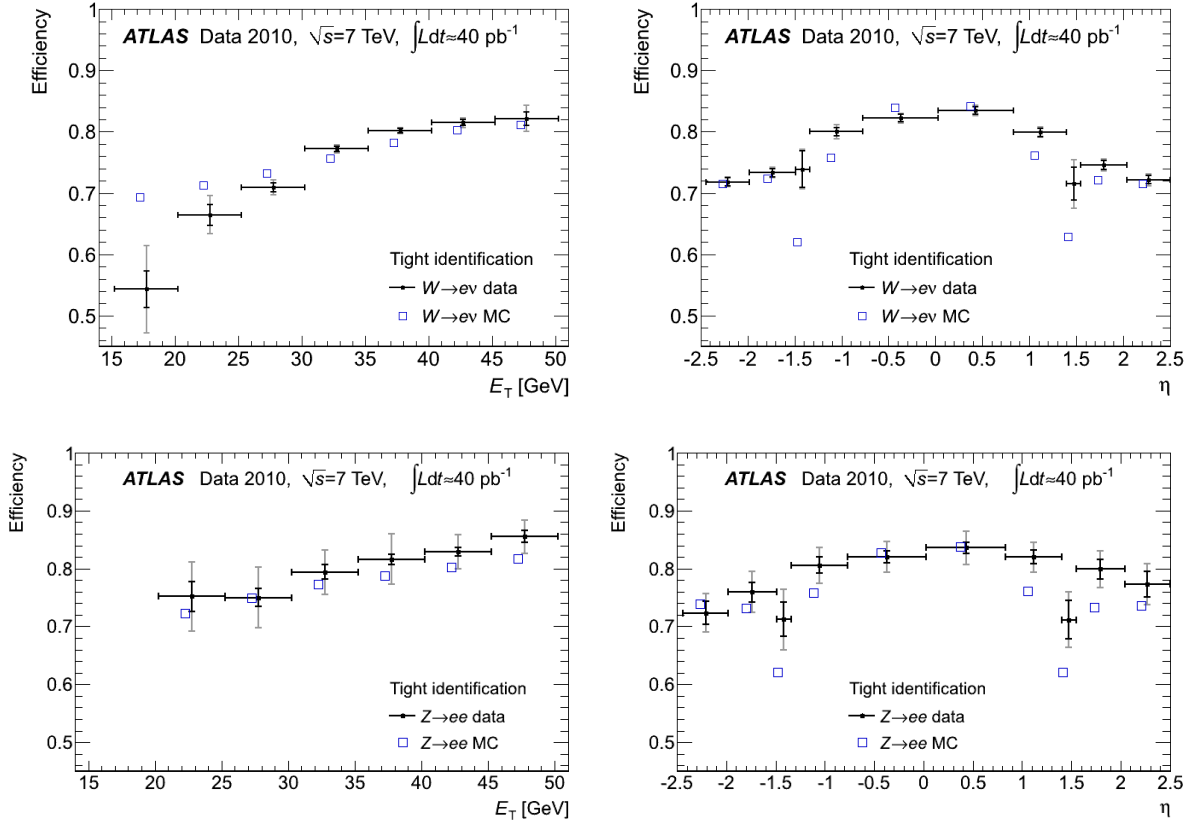 ATLAS Data 2010, √s=7 TeV, ∫Ldt≈40 pb⁻¹
Efficiency
1
0.9
0.8
0.7
0.6
0.5
Tight identification
W→eν data
W→eν MC
15 20 25 30 35 40 45 50
E_T [GeV]
ATLAS Data 2010, √s=7 TeV, ∫Ldt≈40 pb⁻¹
Efficiency
1
0.9
0.8
0.7
0.6
0.5
Tight identification
W→eν data
W→eν MC
-2.5 -2 -1.5 -1 -0.5 0 0.5 1 1.5 2 2.5
η
ATLAS Data 2010, √s=7 TeV, ∫Ldt≈40 pb⁻¹
Efficiency
1
0.9
0.8
0.7
0.6
0.5
Tight identification
Z→ee data
Z→ee MC
15 20 25 30 35 40 45 50
E_T [GeV]
ATLAS Data 2010, √s=7 TeV, ∫Ldt≈40 pb⁻¹
Efficiency
1
0.9
0.8
0.7
0.6
0.5
Tight identification
Z→ee data
Z→ee MC
-2.5 -2 -1.5 -1 -0.5 0 0.5 1 1.5 2 2.5
η